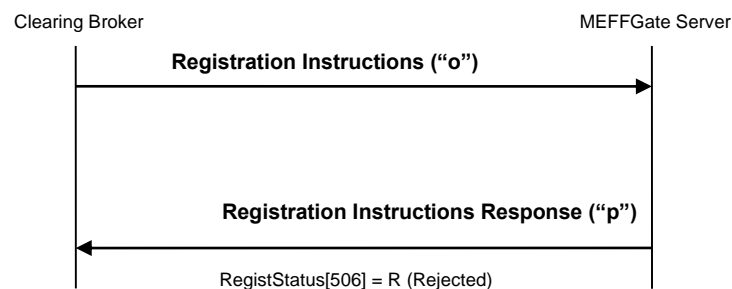 Clearing Broker
MEFFGate Server
Registration Instructions (“o”)
Registration Instructions Response (“p”)
RegistStatus[506] = R (Rejected)